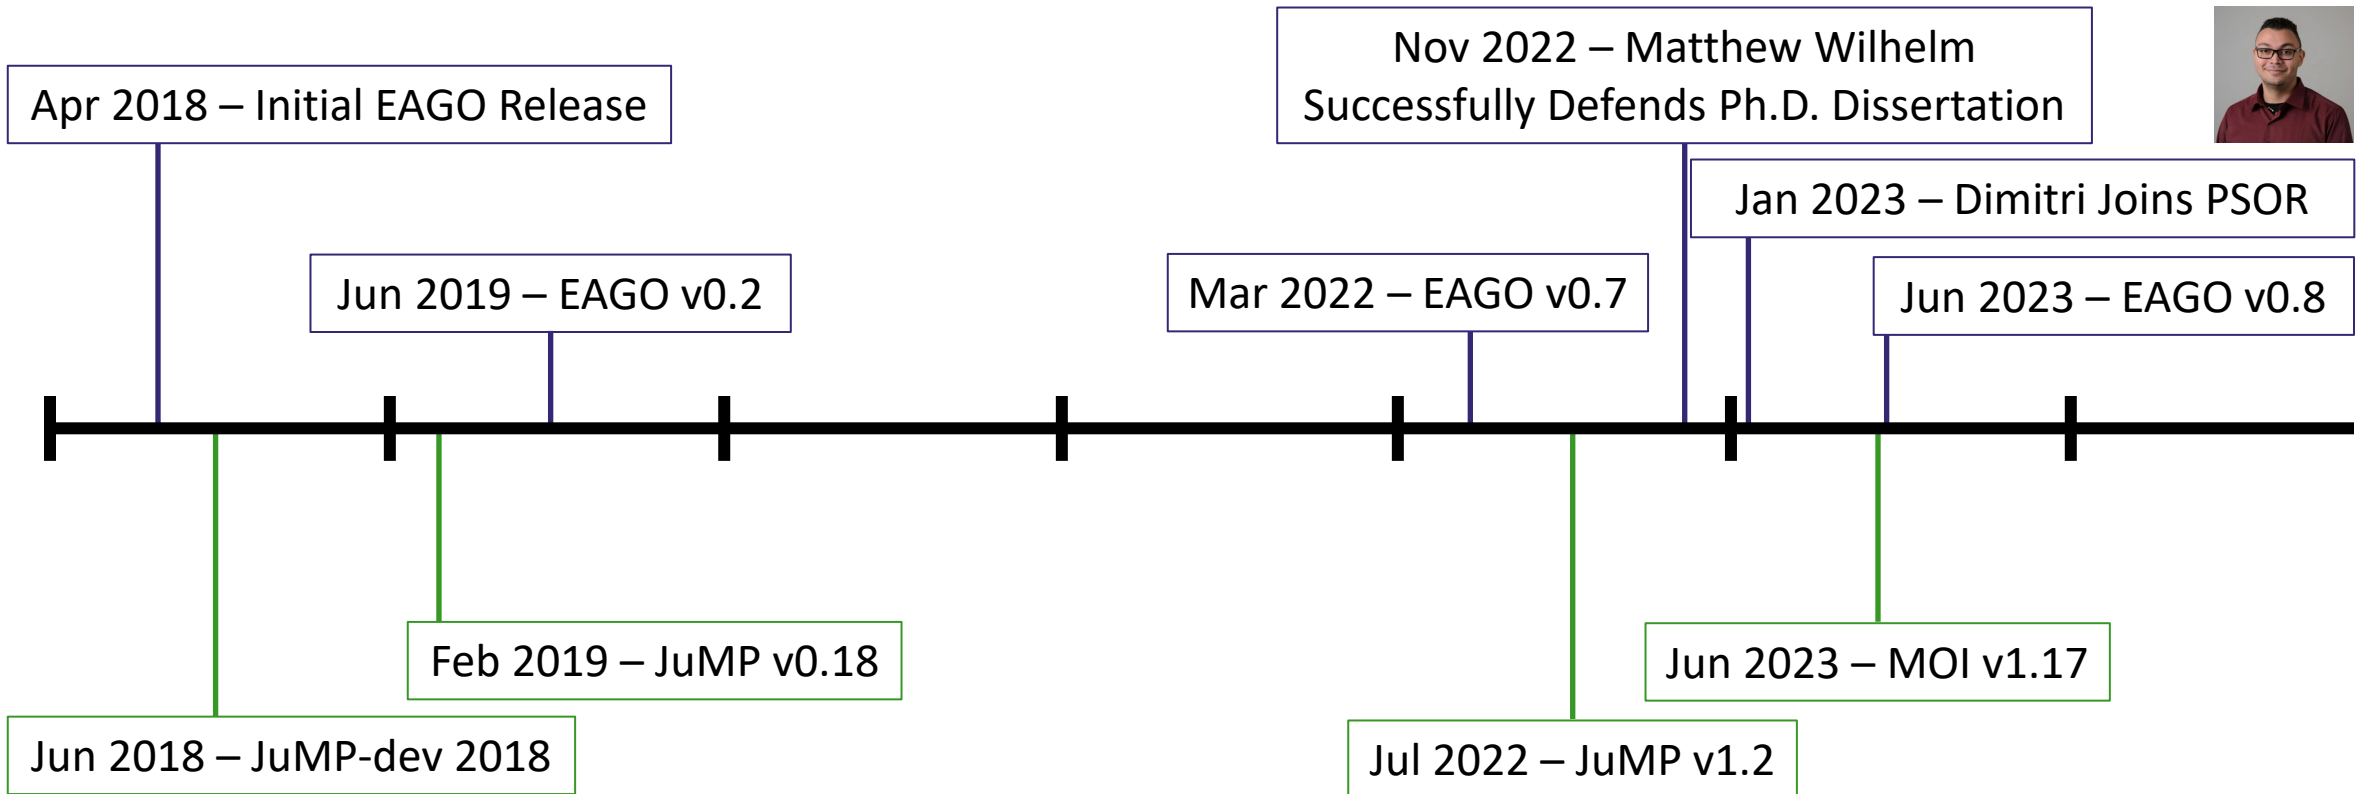 Apr 2018 – Initial EAGO Release
Nov 2022 – Matthew Wilhelm
Successfully Defends Ph.D. Dissertation
Jan 2023 – Dimitri Joins PSOR
Jun 2019 – EAGO v0.2
Mar 2022 – EAGO v0.7
Jun 2023 – EAGO v0.8
Feb 2019 – JuMP v0.18
Jun 2023 – MOI v1.17
Jun 2018 – JuMP-dev 2018
Jul 2022 – JuMP v1.2